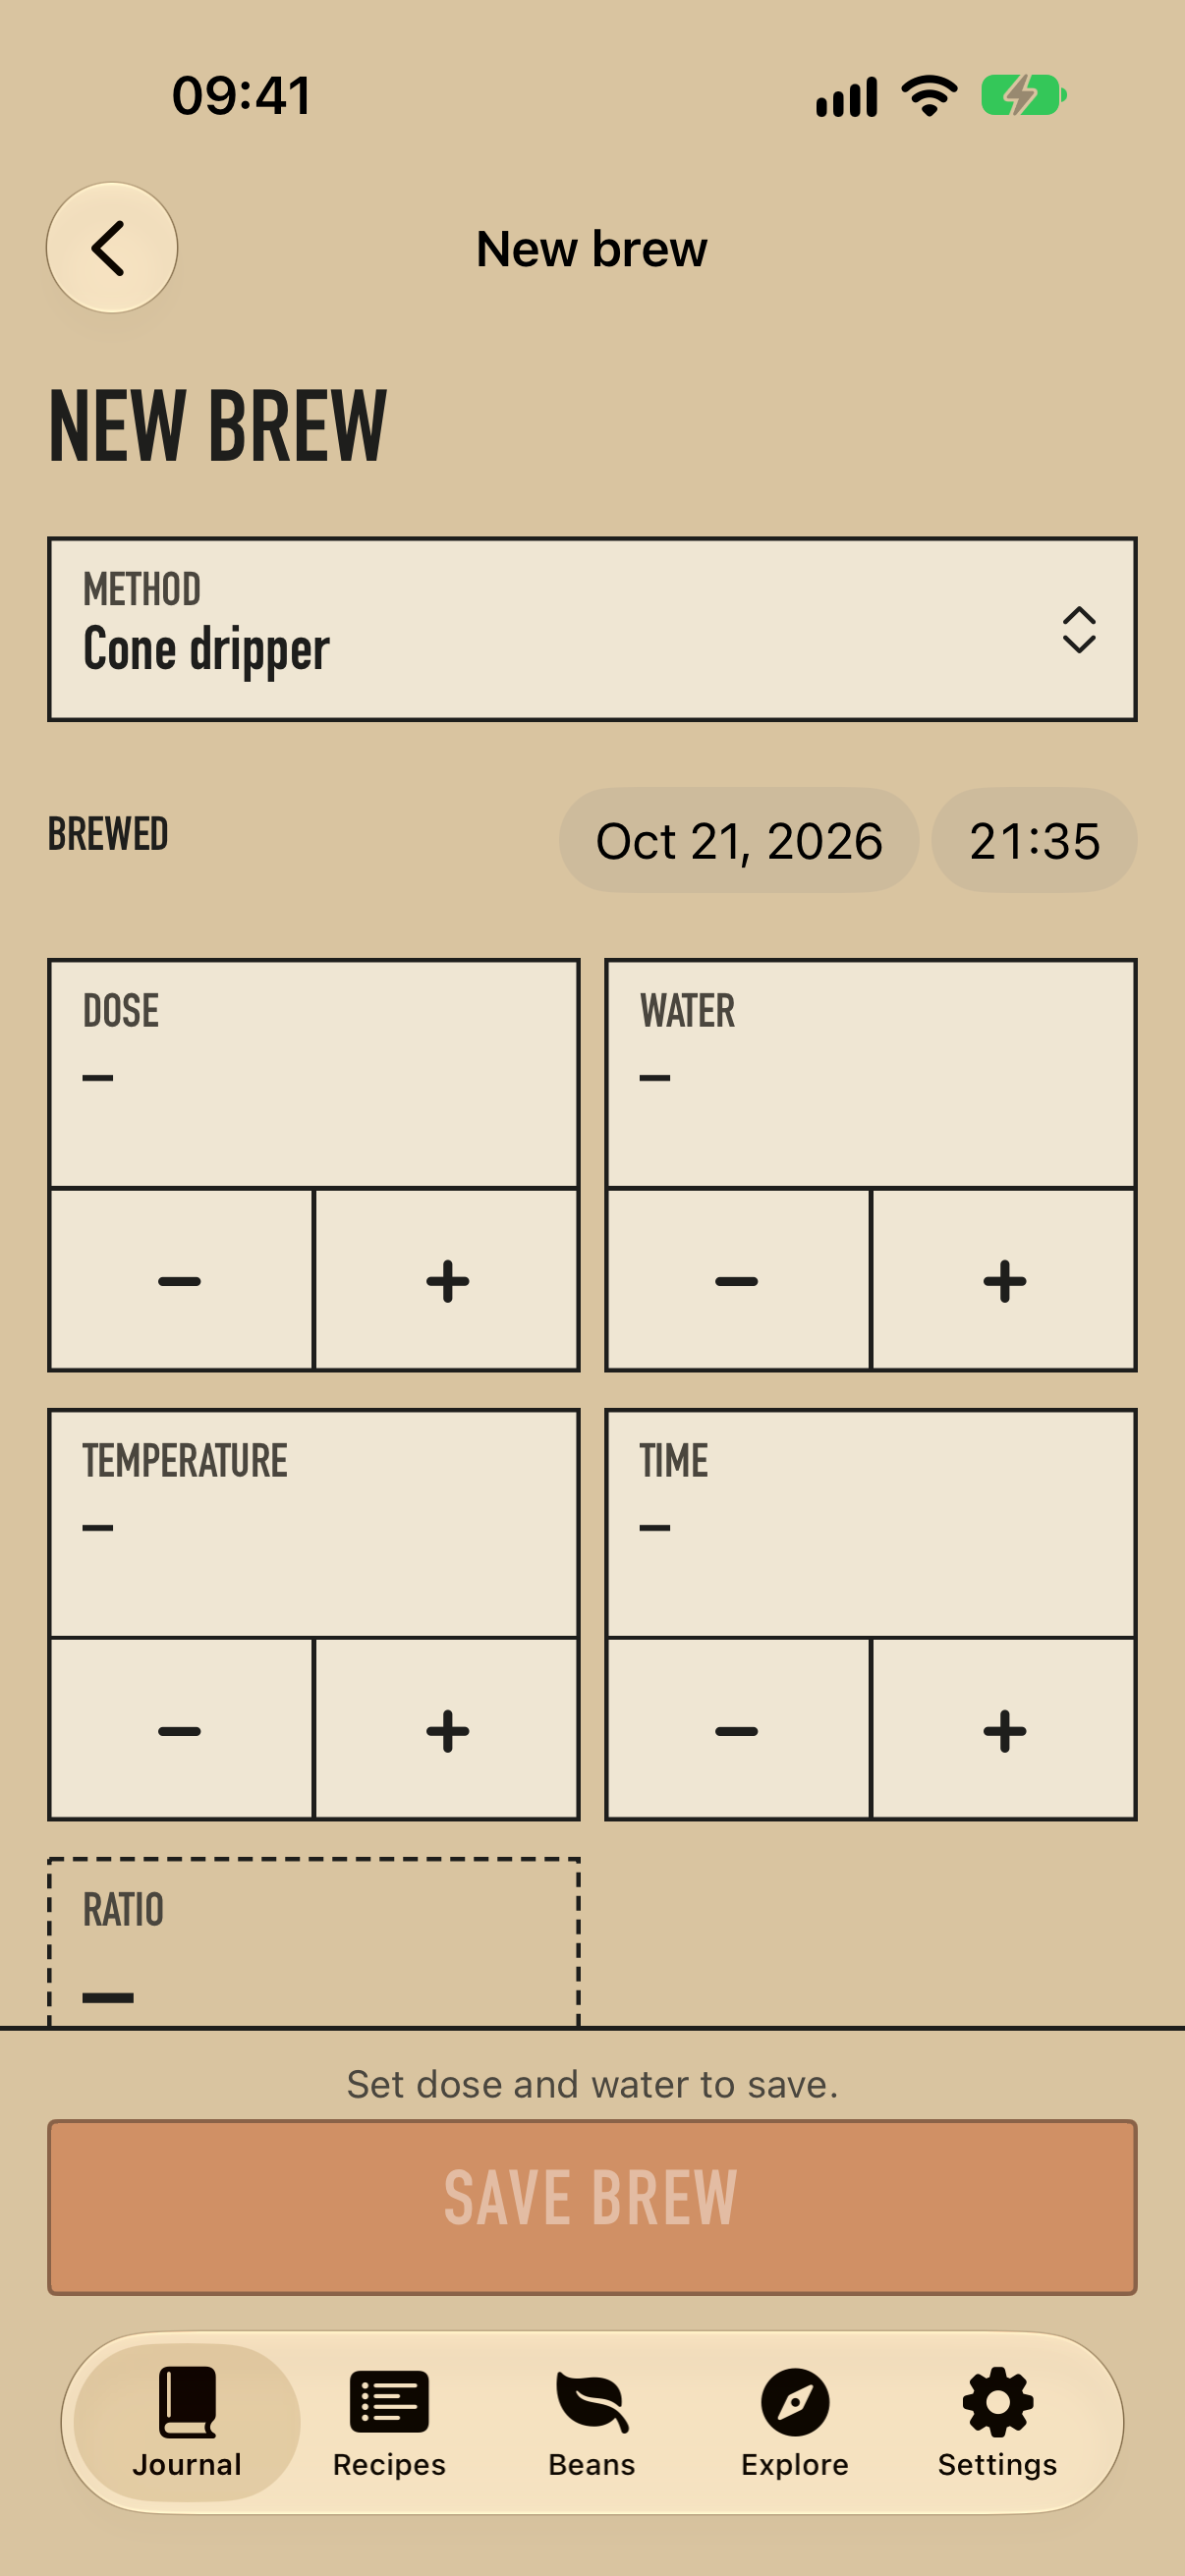 09:41
New brew
NEW BREW
METHOD
Cone dripper
BREWED Oct 21, 2026 21:35
DOSE WATER
– –
− + − +
TEMPERATURE TIME
– –
− + − +
RATIO
—
Set dose and water to save.
SAVE BREW
Journal Recipes Beans Explore Settings